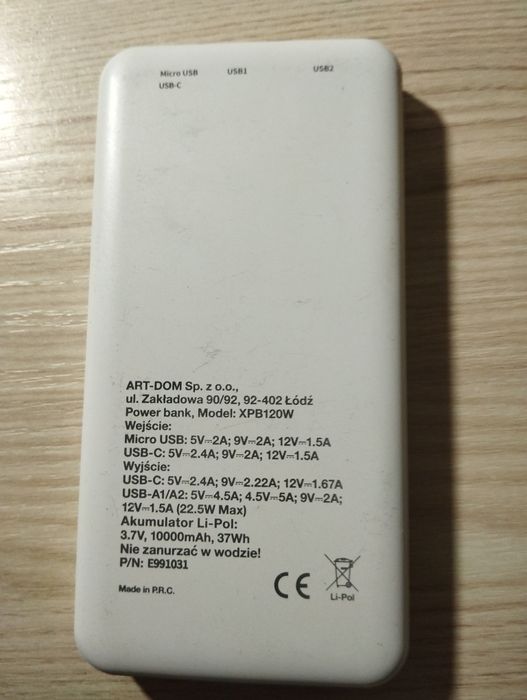 Micro USB USB1 USB2
USB-C
ART-DOM Sp. z o.o.,
ul. Zakładowa 90/92, 92-402 Łódź
Power bank, Model: XPB120W
Wejście:
Micro USB: 5V⎓2A; 9V⎓2A; 12V⎓1.5A
USB-C: 5V⎓2.4A; 9V⎓2A; 12V⎓1.5A
Wyjście:
USB-C: 5V⎓2.4A; 9V⎓2.22A; 12V⎓1.67A
USB-A1/A2: 5V⎓4.5A; 4.5V⎓5A; 9V⎓2A;
12V⎓1.5A (22.5W Max)
Akumulator Li-Pol:
3.7V, 10000mAh, 37Wh
Nie zanurzać w wodzie!
P/N: E991031
Made in P.R.C.
CE
Li-Pol